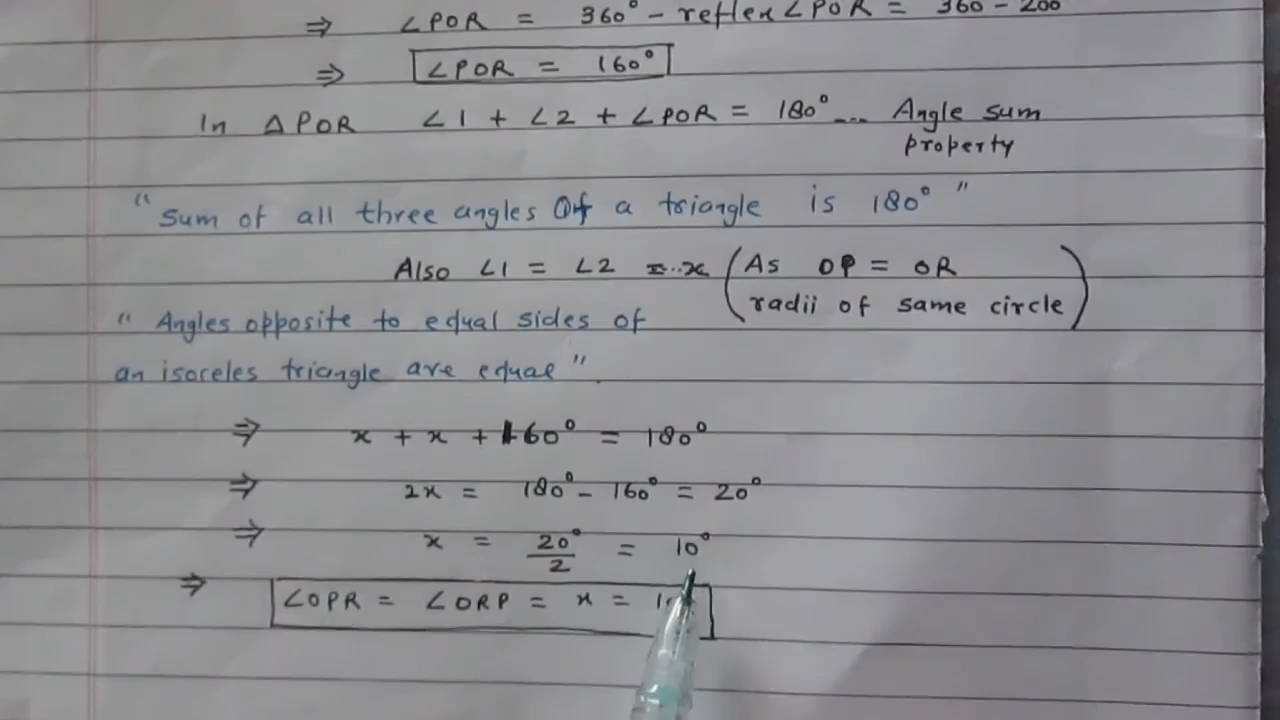 ⇒ ∠POR = 360° - reflex∠POR = 360 - 200
⇒ ∠POR = 160°
In △POR ∠1 + ∠2 + ∠POR = 180° ... Angle sum
property
"Sum of all three angles Of a triangle is 180°"
Also ∠1 = ∠2 = ..x (As OP = OR
radii of same circle)
"Angles opposite to equal sides of
an isoceles triangle are equal"
⇒ x + x + 160° = 180°
⇒ 2x = 180° - 160° = 20°
⇒ x = 20°/2 = 10°
⇒ ∠OPR = ∠ORP = x =